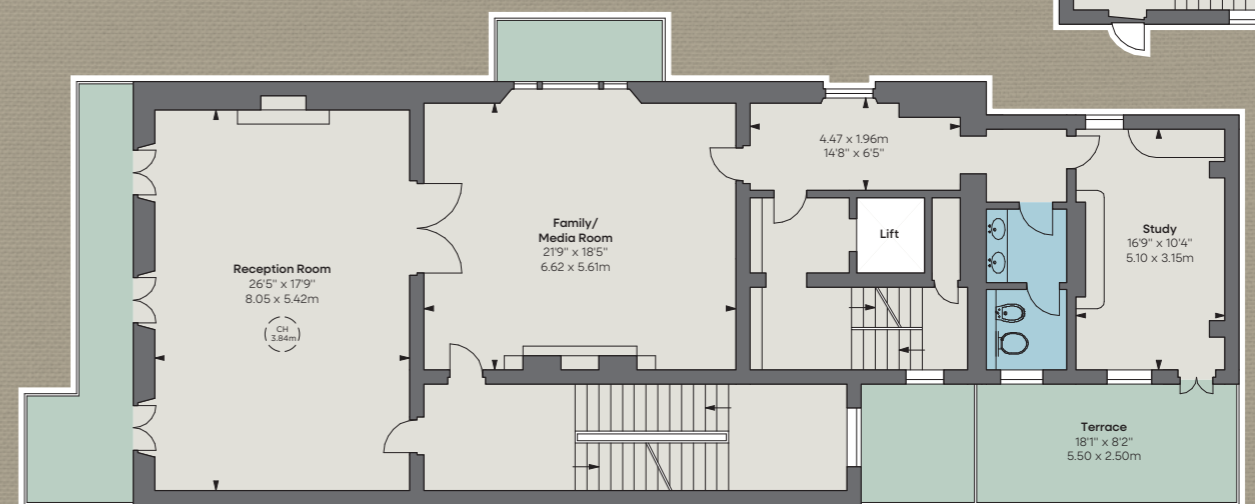 4.47 x 1.96m
14'8" x 6'5"
Family/
Media Room
21'9" x 18'5"
6.62 x 5.61m
Lift
Study
16'9" x 10'4"
5.10 x 3.15m
Reception Room
26'5" x 17'9"
8.05 x 5.42m
CH
3.84m
Terrace
18'1" x 8'2"
5.50 x 2.50m